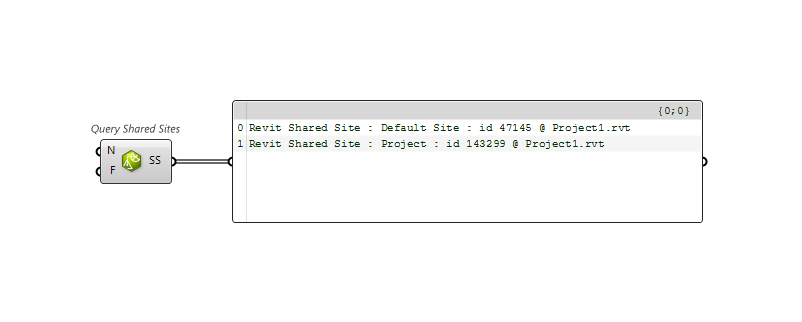 {0;0}
Query Shared Sites
0 Revit Shared Site : Default Site : id 47145 @ Project1.rvt
1 Revit Shared Site : Project : id 143299 @ Project1.rvt
N
SS
F